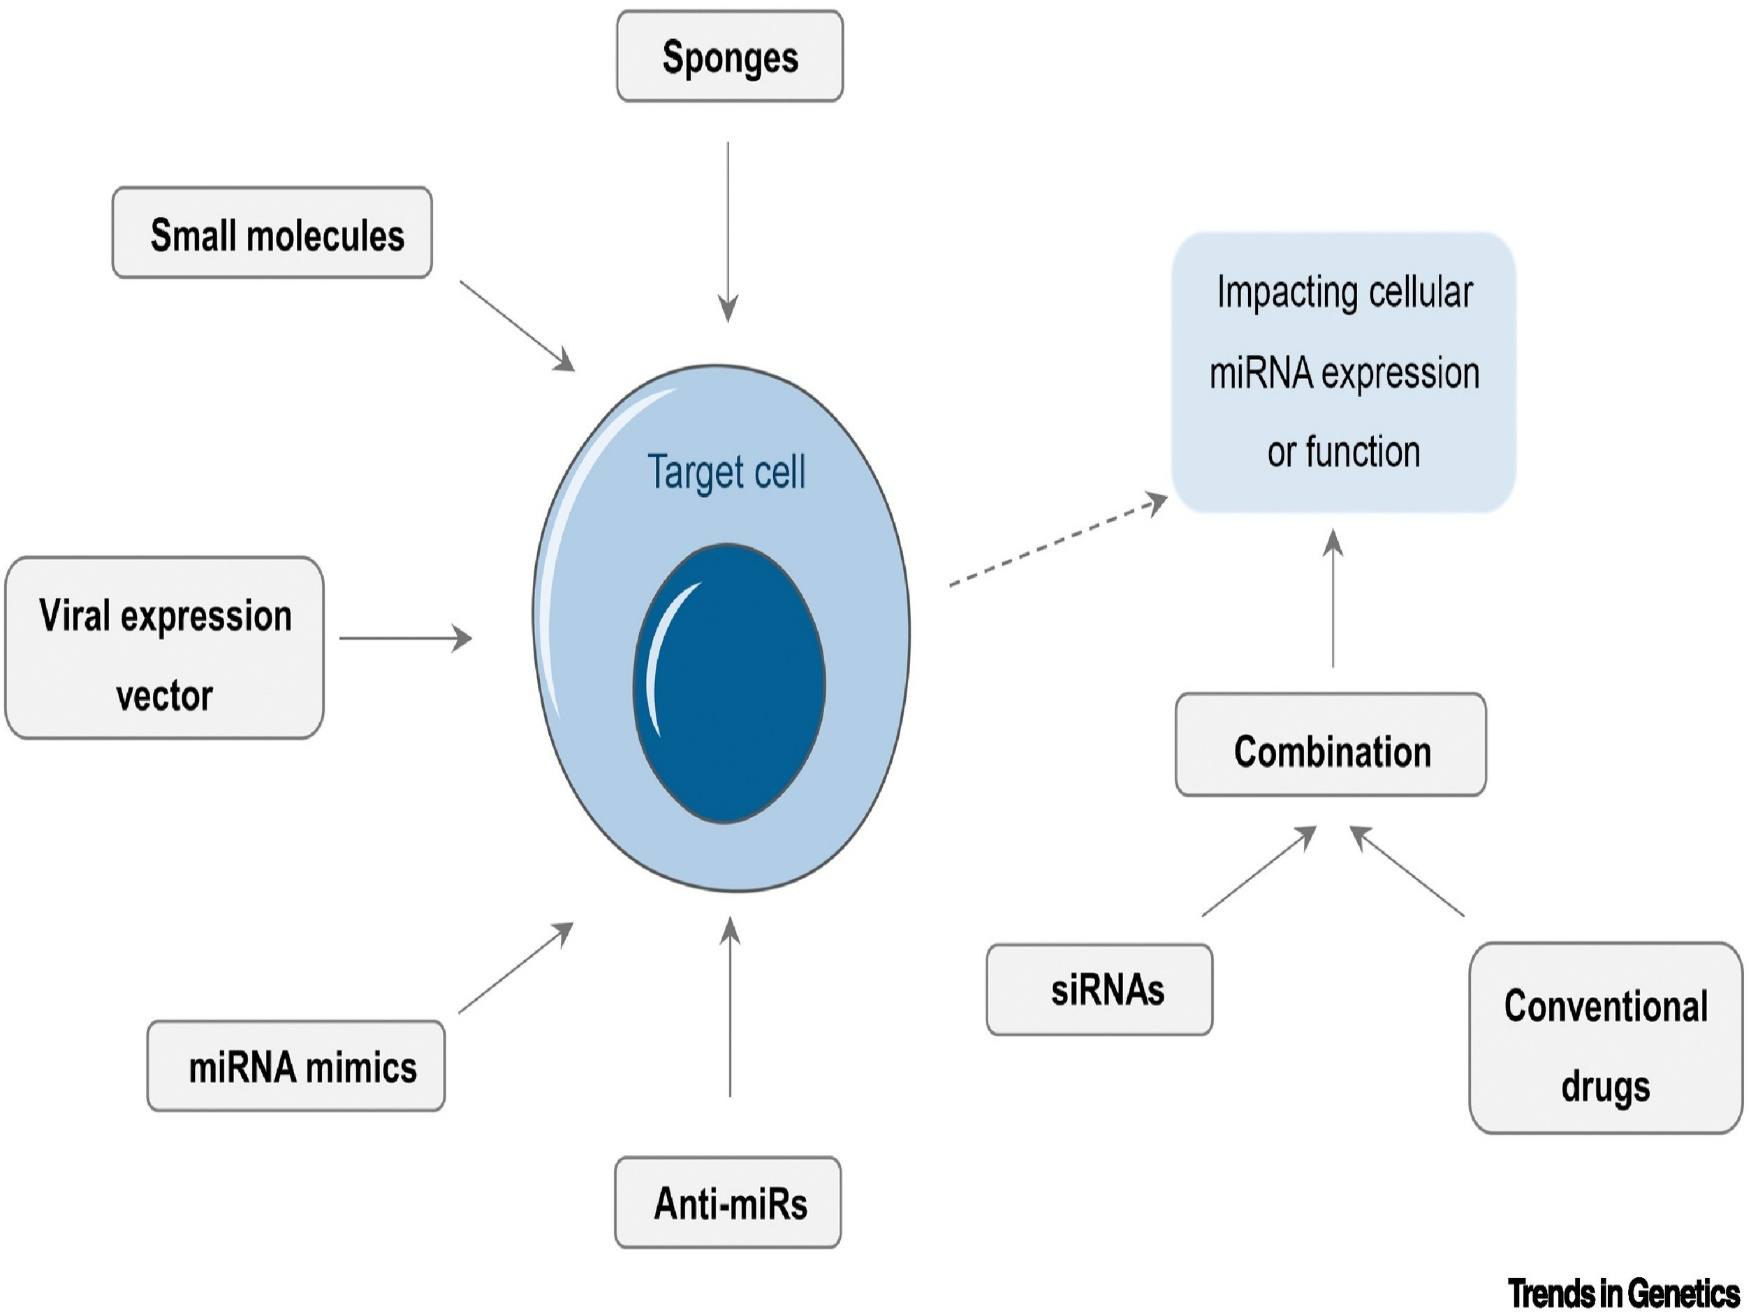 Sponges
Small molecules
Impacting cellular
miRNA expression
or function
Target cell
Viral expression
vector
Combination
siRNAs
Conventional
drugs
miRNA mimics
Anti-miRs
Trends in Genetics